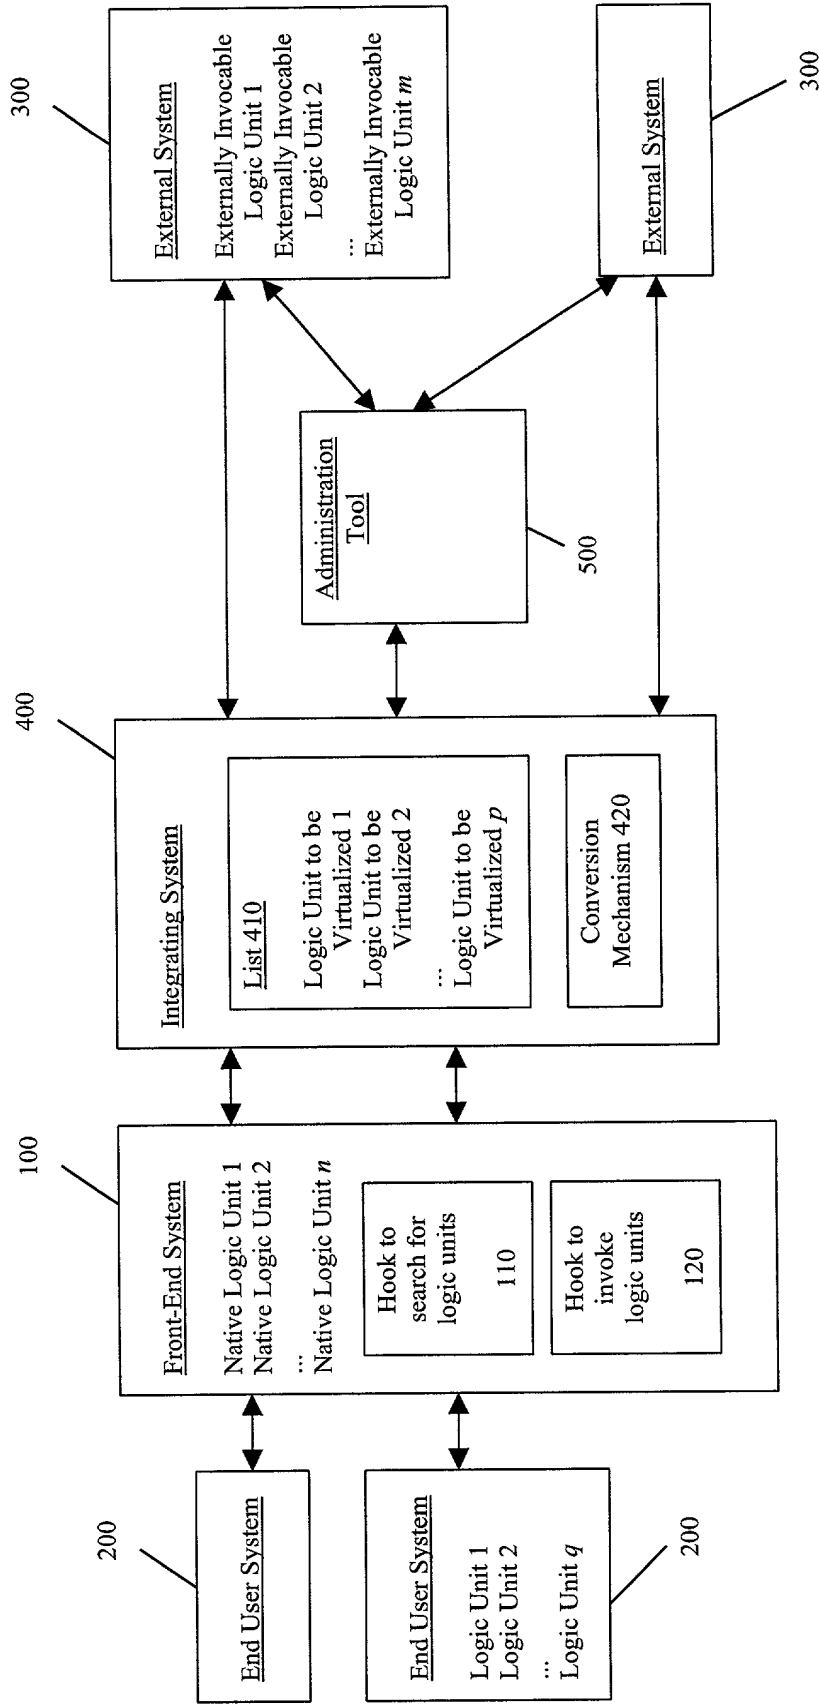 200
End User System
End User System
Logic Unit 1
Logic Unit 2
...
Logic Unit q
200
100
Front-End System
Native Logic Unit 1
Native Logic Unit 2
...
Native Logic Unit n
Hook to
search for
logic units
110
Hook to
invoke
logic units
120
400
Integrating System
List 410
Logic Unit to be
Virtualized 1
Logic Unit to be
Virtualized 2
...
Logic Unit to be
Virtualized p
Conversion
Mechanism 420
Administration
Tool
500
300
External System
Externally Invocable
Logic Unit 1
Externally Invocable
Logic Unit 2
...
Externally Invocable
Logic Unit m
External System
300